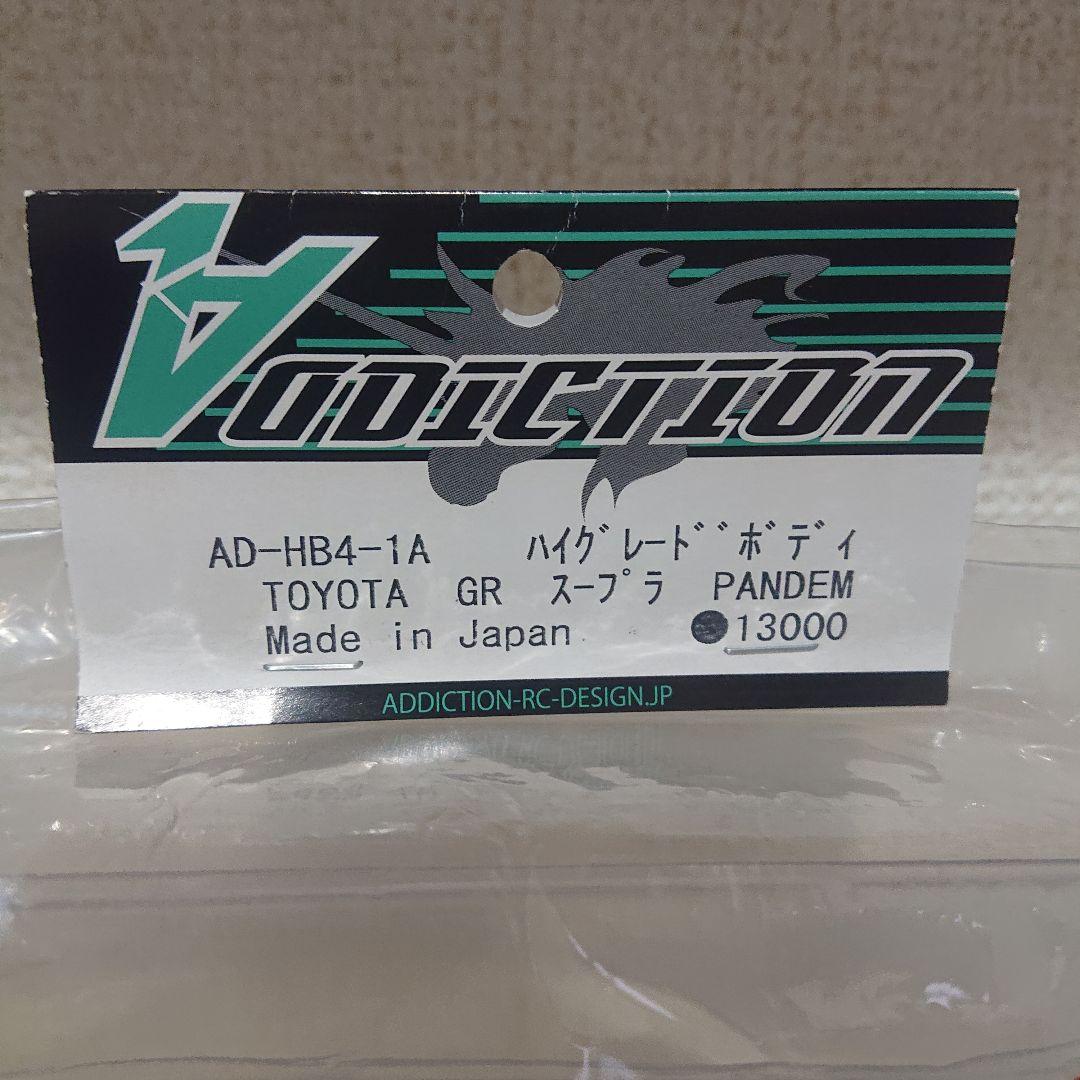 ADDICTION
AD-HB4-1A ﾊｲｸﾞﾚｰﾄﾞﾞﾎﾞﾃﾞｨ
TOYOTA GR ｽｰﾌﾟﾗ PANDEM
Made in Japan ●13000
ADDICTION-RC-DESIGN.JP